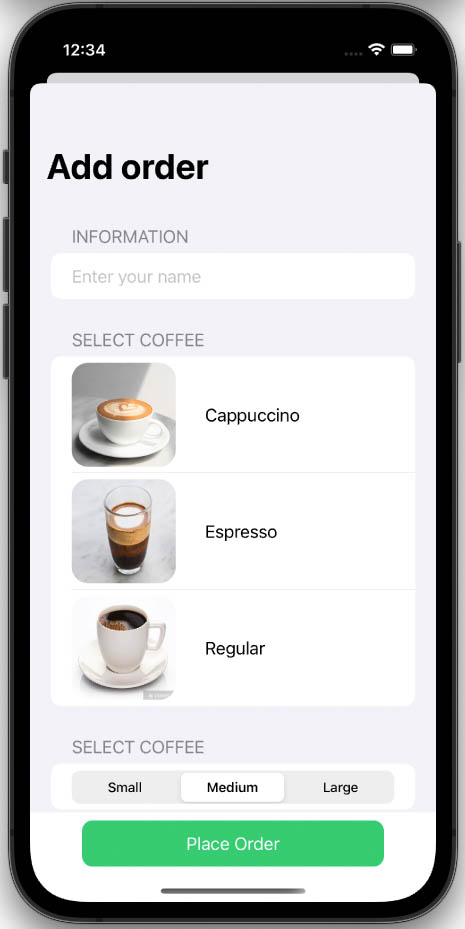 12:34
Add order
INFORMATION
Enter your name
SELECT COFFEE
Cappuccino
Espresso
Regular
SELECT COFFEE
Small Medium Large
Place Order